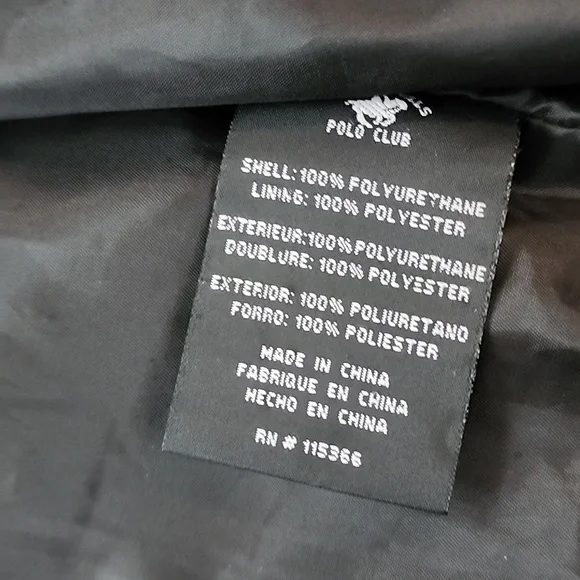 POLO CLUB
SHELL: 100% POLYURETHANE
LINING: 100% POLYESTER
EXTERIEUR: 100% POLYURETHANE
DOUBLURE: 100% POLYESTER
EXTERIOR: 100% POLIURETANO
FORRO: 100% POLIESTER
MADE IN CHINA
FABRIQUE EN CHINA
HECHO EN CHINA
RN # 115366